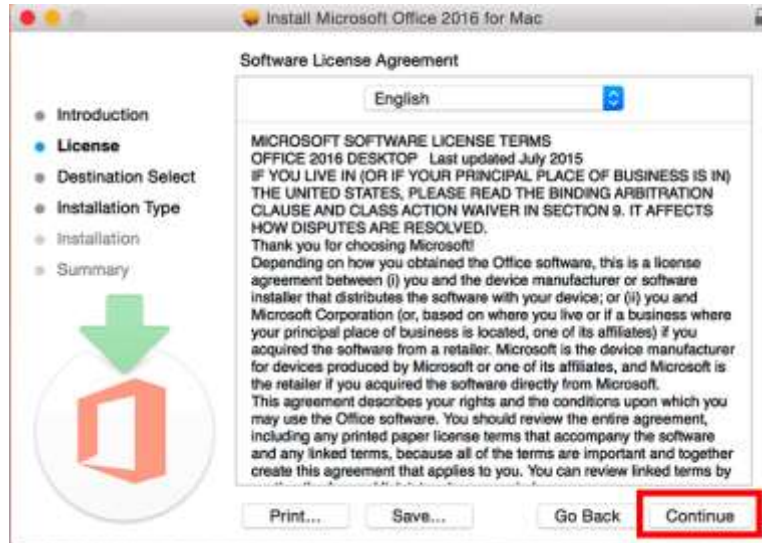 Install Microsoft Office 2016 for Mac
Software License Agreement
English
Introduction
License
Destination Select
Installation Type
Installation
Summary
MICROSOFT SOFTWARE LICENSE TERMS
OFFICE 2016 DESKTOP Last updated July 2015
IF YOU LIVE IN (OR IF YOUR PRINCIPAL PLACE OF BUSINESS IS IN)
THE UNITED STATES, PLEASE READ THE BINDING ARBITRATION
CLAUSE AND CLASS ACTION WAIVER IN SECTION 9. IT AFFECTS
HOW DISPUTES ARE RESOLVED.
Thank you for choosing Microsoft!
Depending on how you obtained the Office software, this is a license
agreement between (i) you and the device manufacturer or software
installer that distributes the software with your device; or (ii) you and
Microsoft Corporation (or, based on where you live or if a business where
your principal place of business is located, one of its affiliates) if you
acquired the software from a retailer. Microsoft is the device manufacturer
for devices produced by Microsoft or one of its affiliates, and Microsoft is
the retailer if you acquired the software directly from Microsoft.
This agreement describes your rights and the conditions upon which you
may use the Office software. You should review the entire agreement,
including any printed paper license terms that accompany the software
and any linked terms, because all of the terms are important and together
create this agreement that applies to you. You can review linked terms by
Print...
Save...
Go Back
Continue